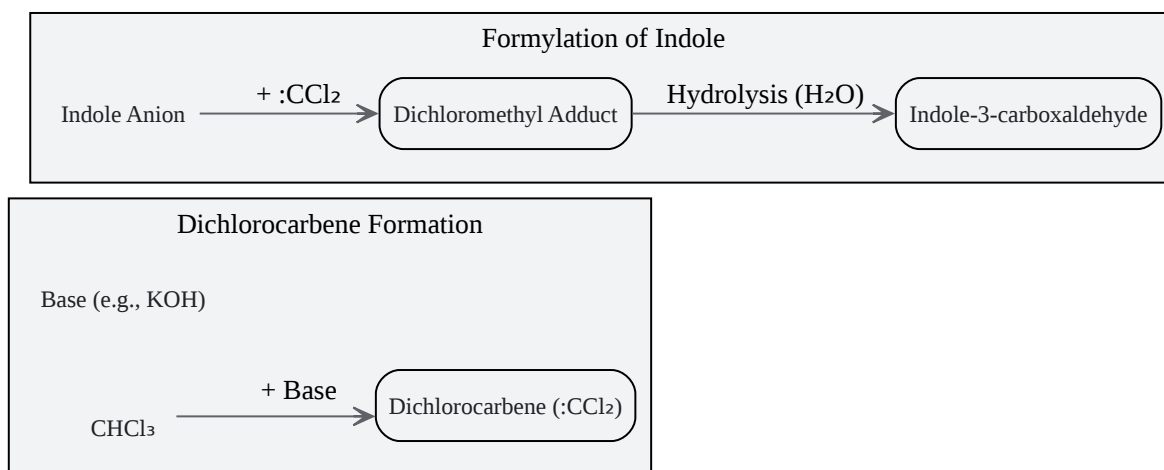 Formylation of Indole
Indole Anion
+ :CCl₂
Dichloromethyl Adduct
Hydrolysis (H₂O)
Indole-3-carboxaldehyde
Dichlorocarbene Formation
Base (e.g., KOH)
CHCl₃
+ Base
Dichlorocarbene (:CCl₂)